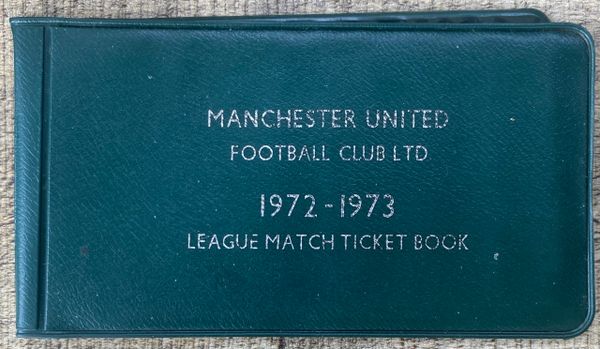 MANCHESTER UNITED
FOOTBALL CLUB LTD
1972-1973
LEAGUE MATCH TICKET BOOK